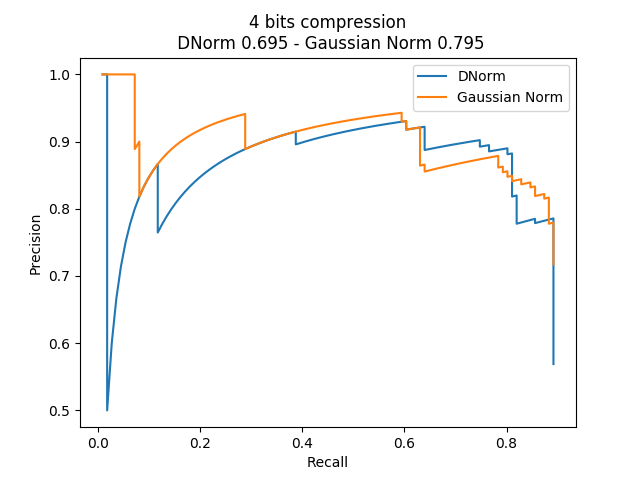 4 bits compression
DNorm 0.695 - Gaussian Norm 0.795
DNorm
Gaussian Norm
1.0
0.9
0.8
0.7
0.6
0.5
Precision
0.0 0.2 0.4 0.6 0.8
Recall